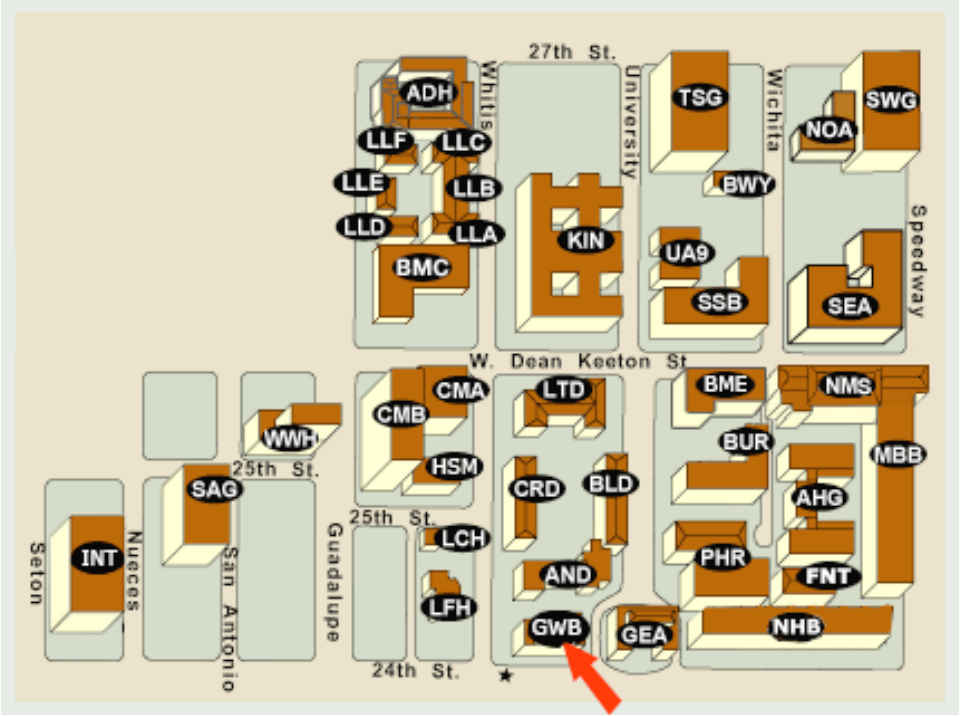 27th St.
Whitis
University
Wichita
Speedway
ADH
TSG
SWG
NOA
LLF
LLC
LLE
LLB
BWY
LLD
LLA
KIN
UA9
BMC
SSB
SEA
W. Dean Keeton St
CMA
LTD
BME
NMS
CMB
WWH
BUR
MBB
25th St.
HSM
SAG
CRD
BLD
AHG
25th St.
LCH
INT
PHR
AND
FNT
LFH
GWB
GEA
NHB
Seton
Nueces
San Antonio
Guadalupe
24th St.